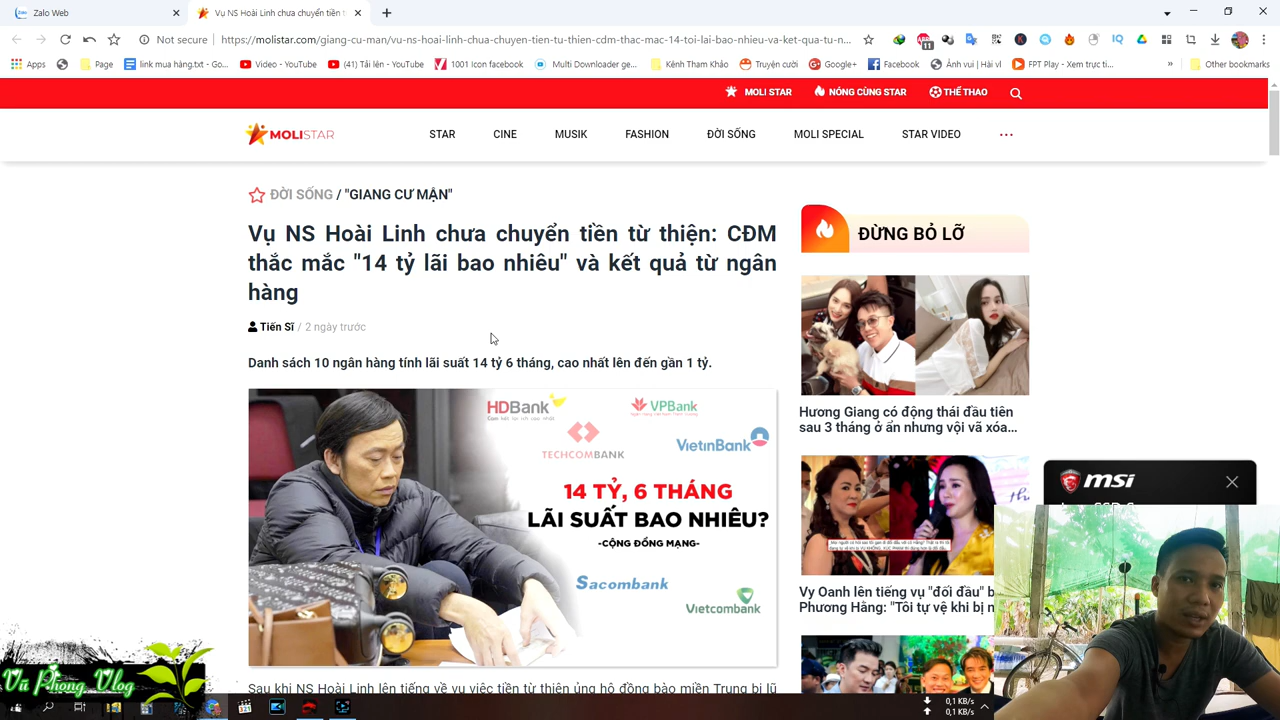 Zalo Web
Vụ NS Hoài Linh chưa chuyển tiền t
Not secure
https://molistar.com/giang-cu-man/vu-ns-hoai-linh-chua-chuyen-tien-tu-thien-cdm-thac-mac-14-toi-lai-bao-nhieu-va-ket-qua-tu-n...
11
IQ
Apps
Page
link mua hàng.txt - Go...
Video - YouTube
(41) Tải lên - YouTube
1001 Icon facebook
Multi Downloader ge...
Kênh Tham Khảo
Truyện cười
Google+
Facebook
Ảnh vui | Hài vl
FPT Play - Xem trực ti...
»
Other bookmarks
MOLI STAR
NÓNG CÙNG STAR
THỂ THAO
MOLISTAR
STAR
CINE
MUSIK
FASHION
ĐỜI SỐNG
MOLI SPECIAL
STAR VIDEO
ĐỜI SỐNG / "GIANG CƯ MẬN"
Vụ NS Hoài Linh chưa chuyển tiền từ thiện: CĐM
thắc mắc "14 tỷ lãi bao nhiêu" và kết quả từ ngân
hàng
Tiến Sĩ / 2 ngày trước
Danh sách 10 ngân hàng tính lãi suất 14 tỷ 6 tháng, cao nhất lên đến gần 1 tỷ.
HDBank
Cam kết lợi ích cao nhất
VPBank
TECHCOMBANK
VietinBank
14 TỶ, 6 THÁNG
LÃI SUẤT BAO NHIÊU?
-CỘNG ĐỒNG MẠNG-
Sacombank
Vietcombank
Sau khi NS Hoài Linh lên tiếng về vụ việc tiền từ thiện ủng hộ đồng bào miền Trung bị lũ
ĐỪNG BỎ LỠ
Hương Giang có động thái đầu tiên
sau 3 tháng ở ẩn nhưng vội vã xóa...
Vy Oanh lên tiếng vụ "đối đầu" b
Phương Hằng: "Tôi tự vệ khi bị n
msi
Vũ Phong Vlog
0,1 KB/s
0,1 KB/s